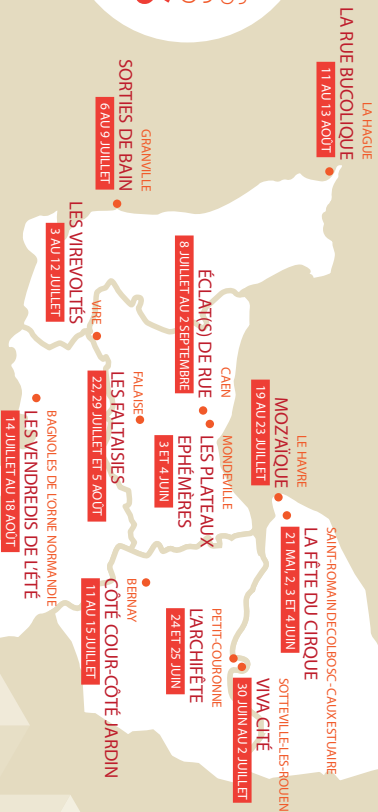 LA HAGUE
LA RUE BUCOLIQUE
11 AU 13 AOÛT
GRANVILLE
SORTIES DE BAIN
6 AU 9 JUILLET
LES VIREVOLTÉS
3 AU 12 JUILLET
VIRE
CAEN
ÉCLAT(S) DE RUE
8 JUILLET AU 2 SEPTEMBRE
MONDEVILLE
LES PLATEAUX
EPHÉMÈRES
3 ET 4 JUIN
FALAISE
LES FALTAISIES
22, 29 JUILLET ET 5 AOÛT
BAGNOLES DE L'ORNE NORMANDIE
LES VENDREDIS DE L'ÉTÉ
14 JUILLET AU 18 AOÛT
LE HAVRE
MOZ'AÏQUE
19 AU 23 JUILLET
SAINT-ROMAIN DE COLBOSC - CAUX ESTUAIRE
LA FÊTE DU CIRQUE
21 MAI, 2, 3 ET 4 JUIN
SOTTEVILLE-LES-ROUEN
VIVA CITÉ
30 JUIN AU 2 JUILLET
PETIT-COURONNE
L'ARCHIFÊTE
24 ET 25 JUIN
BERNAY
CÔTÉ COUR-CÔTÉ JARDIN
11 AU 15 JUILLET